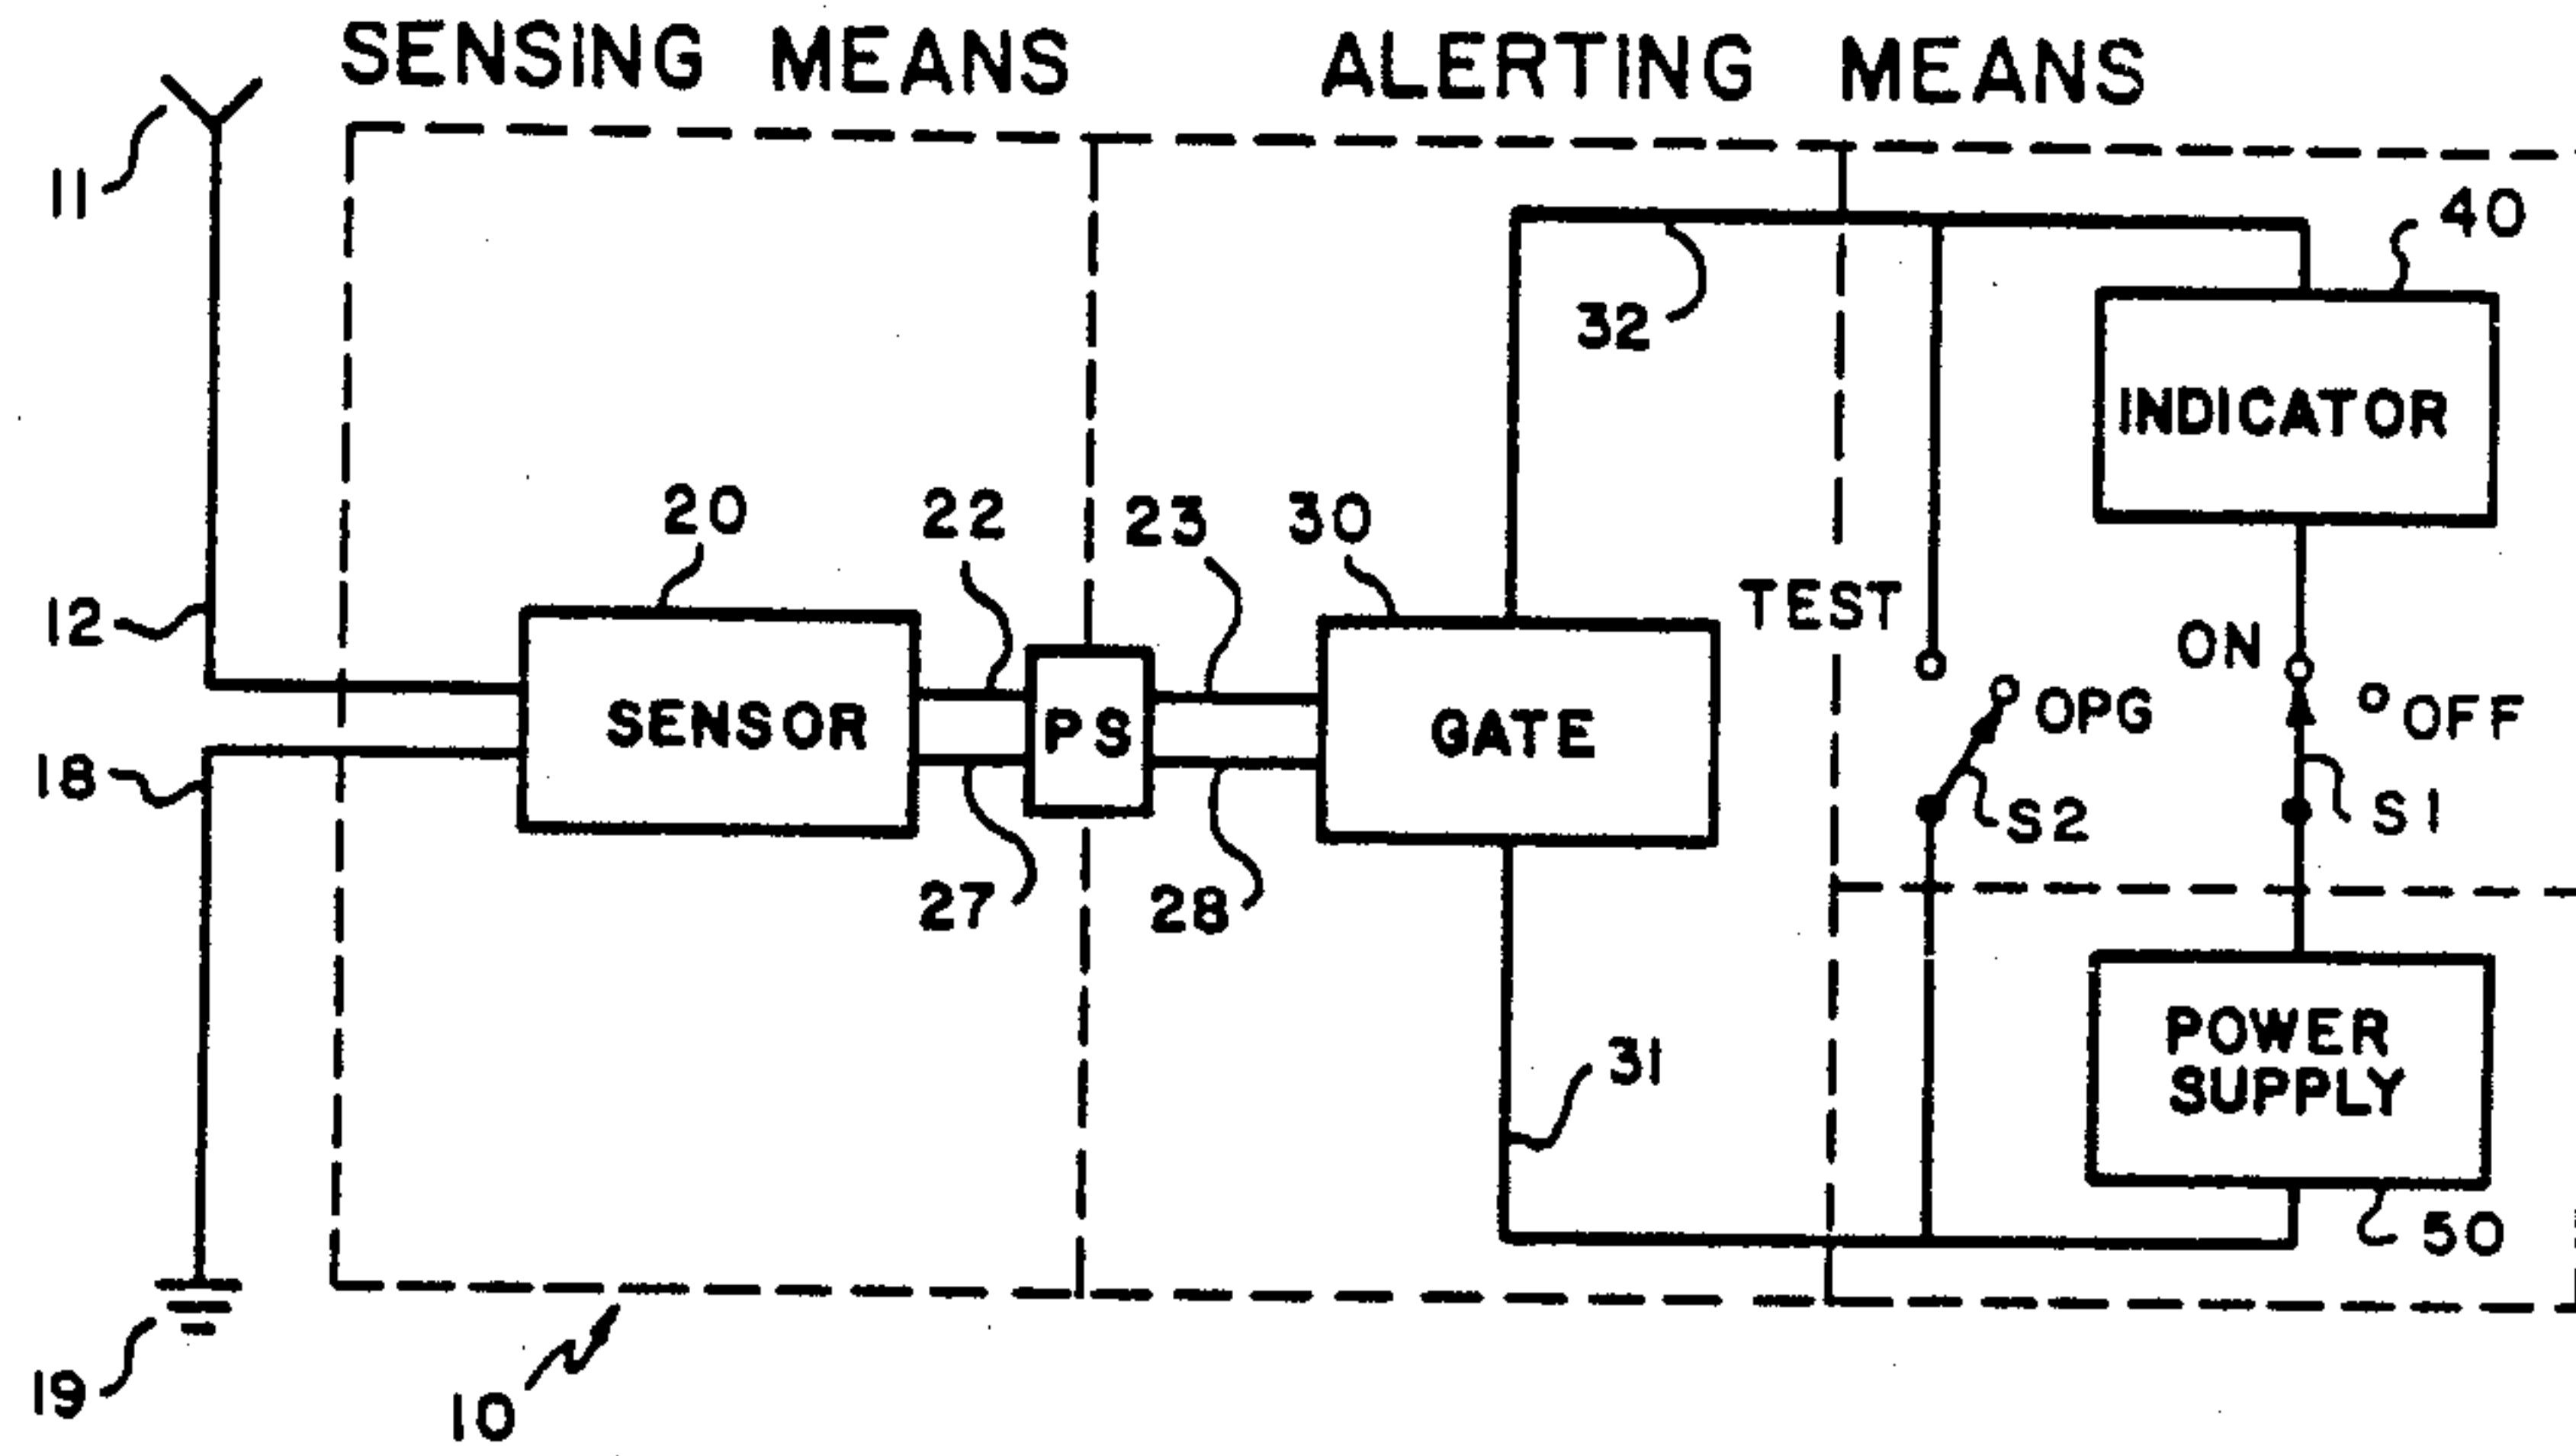 SENSING MEANS
ALERTING MEANS
11
40
32
INDICATOR
20
22
23
30
TEST
12
ON
OPG
OFF
SENSOR
PS
GATE
18
S2
S1
27
28
POWER
SUPPLY
31
50
19
10